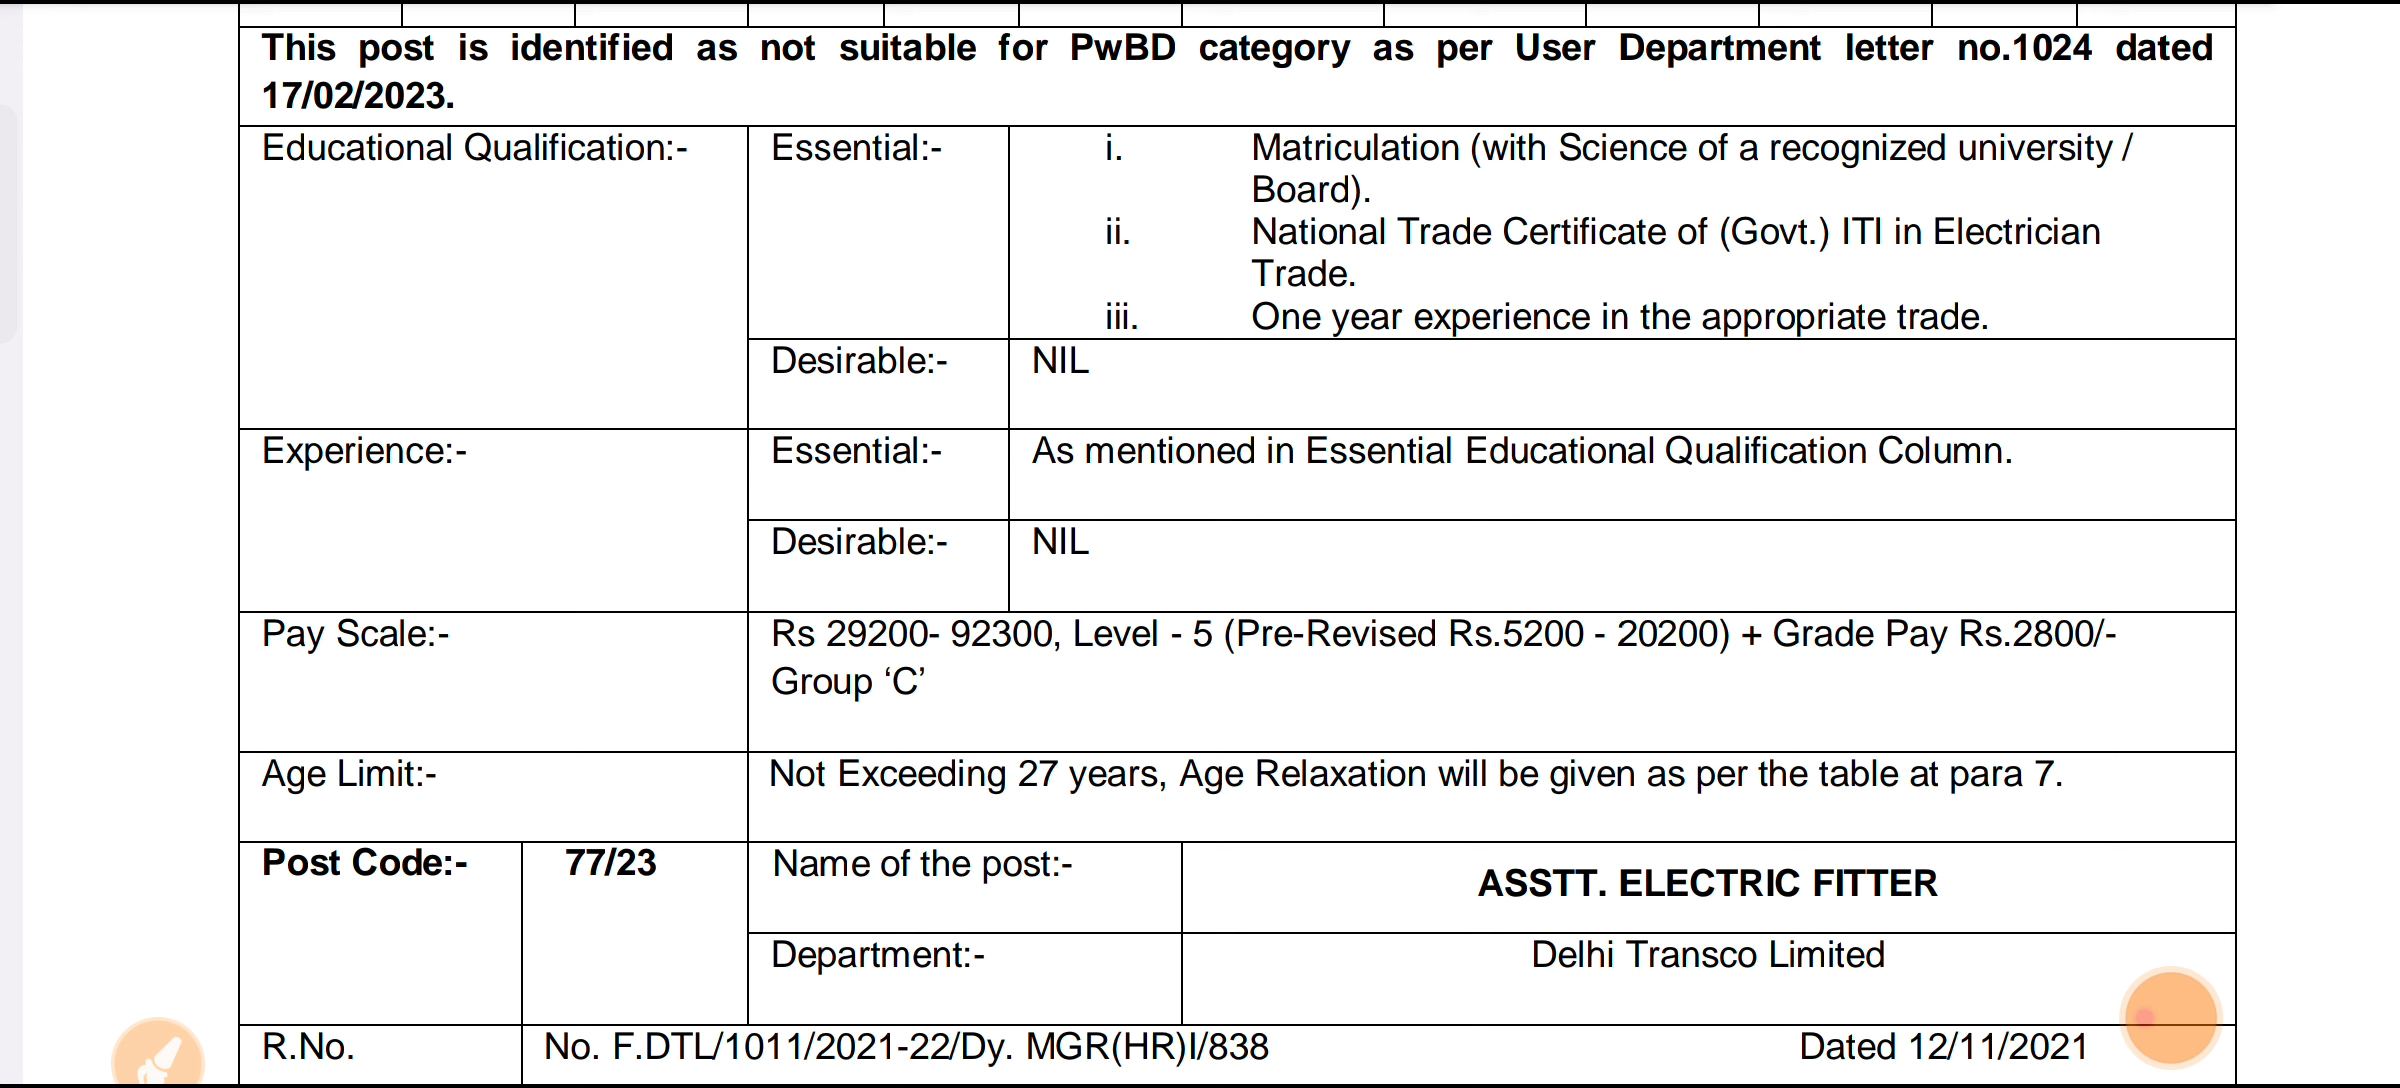 This post is identified as not suitable for PwBD category as per User Department letter no.1024 dated
17/02/2023.
Educational Qualification:-
Essential:-
i. Matriculation (with Science of a recognized university /
Board).
ii. National Trade Certificate of (Govt.) ITI in Electrician
Trade.
iii. One year experience in the appropriate trade.
Desirable:- NIL
Experience:- Essential:- As mentioned in Essential Educational Qualification Column.
Desirable:- NIL
Pay Scale:- Rs 29200- 92300, Level - 5 (Pre-Revised Rs.5200 - 20200) + Grade Pay Rs.2800/-
Group ‘C’
Age Limit:- Not Exceeding 27 years, Age Relaxation will be given as per the table at para 7.
Post Code:- 77/23 Name of the post:- ASSTT. ELECTRIC FITTER
Department:- Delhi Transco Limited
R.No. No. F.DTL/1011/2021-22/Dy. MGR(HR)I/838 Dated 12/11/2021